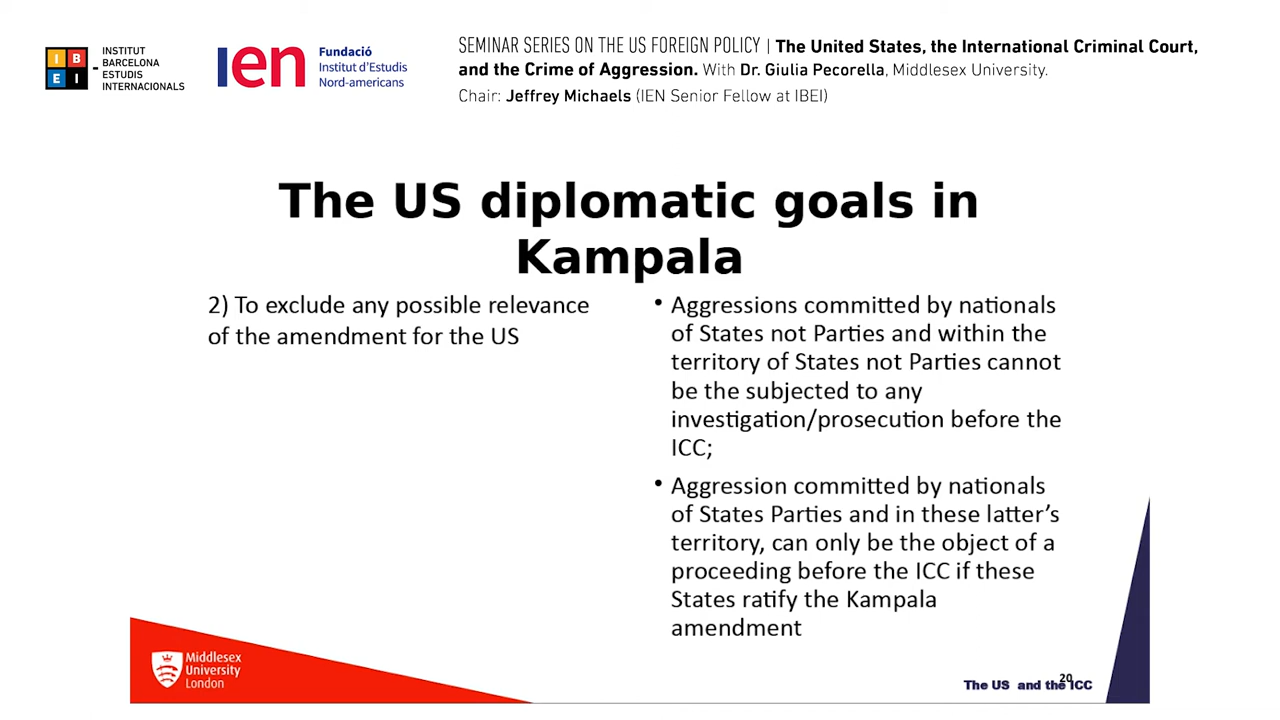 I B
E I
INSTITUT
BARCELONA
ESTUDIS
INTERNACIONALS
ien
Fundació
Institut d'Estudis
Nord-americans
SEMINAR SERIES ON THE US FOREIGN POLICY | The United States, the International Criminal Court,
and the Crime of Aggression. With Dr. Giulia Pecorella, Middlesex University.
Chair: Jeffrey Michaels (IEN Senior Fellow at IBEI)
The US diplomatic goals in
Kampala
2) To exclude any possible relevance
of the amendment for the US
• Aggressions committed by nationals
of States not Parties and within the
territory of States not Parties cannot
be the subjected to any
investigation/prosecution before the
ICC;
• Aggression committed by nationals
of States Parties and in these latter's
territory, can only be the object of a
proceeding before the ICC if these
States ratify the Kampala
amendment
Middlesex
University
London
The US and the ICC
20